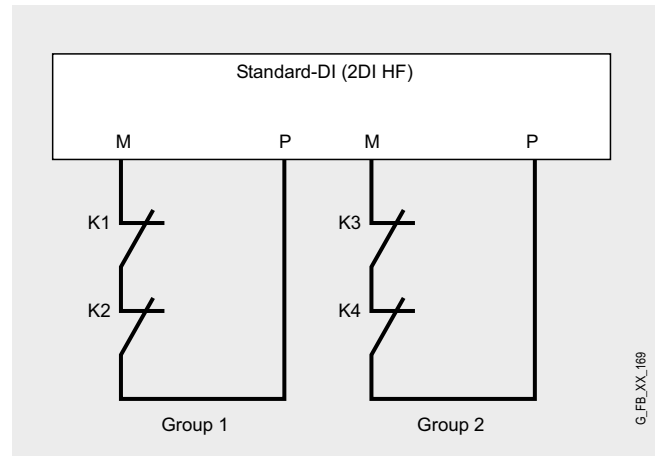 Standard-DI (2DI HF)
M P M P
K1 K3
K2 K4
Group 1 Group 2
G_FB_XX_169